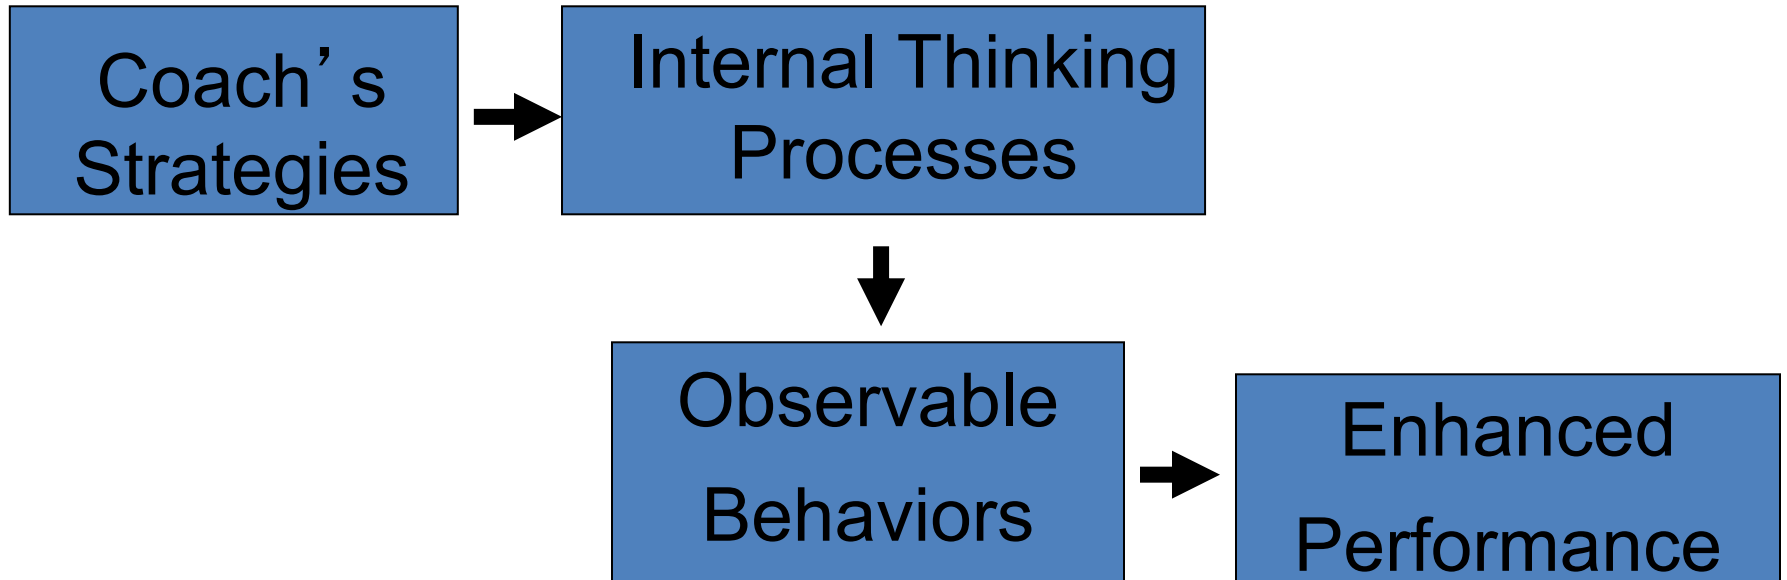 Coach’s
Strategies
Internal Thinking
Processes
Observable
Behaviors
Enhanced
Performance